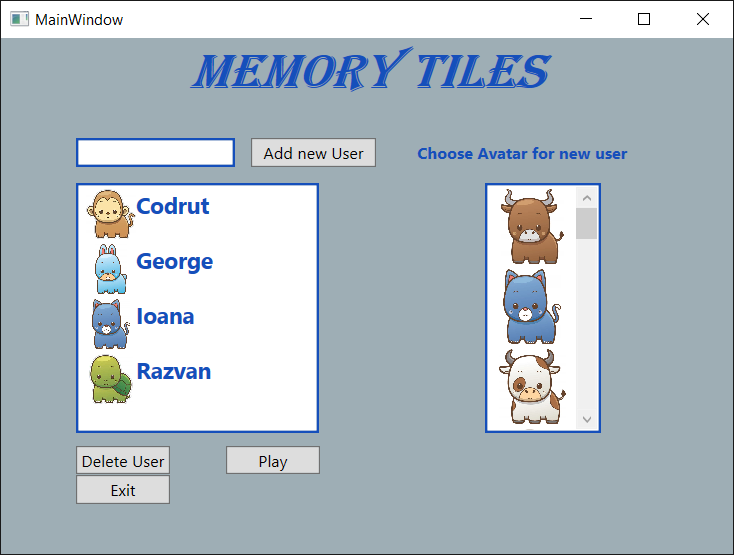 MainWindow
MEMORY TILES
Add new User
Choose Avatar for new user
Codrut
George
Ioana
Razvan
Delete User
Play
Exit